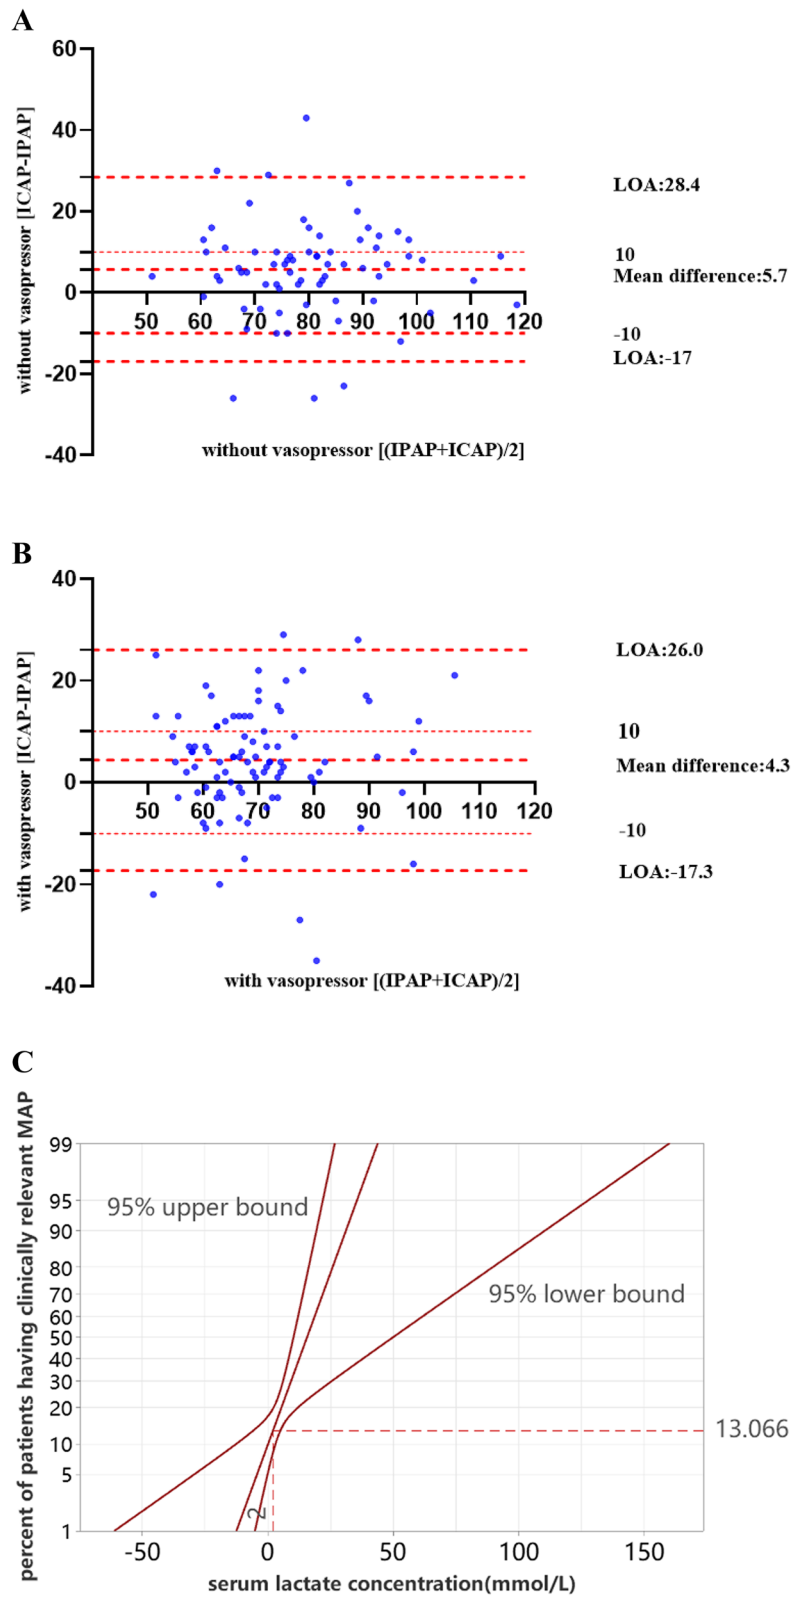 A
without vasopressor [ICAP-IPAP]
60
40
20
0
-20
-40
50 60 70 80 90 100 110 120
LOA:28.4
10
Mean difference:5.7
-10
LOA:-17
without vasopressor [(IPAP+ICAP)/2]
B
with vasopressor [ICAP-IPAP]
40
20
0
-20
-40
50 60 70 80 90 100 110 120
LOA:26.0
10
Mean difference:4.3
-10
LOA:-17.3
with vasopressor [(IPAP+ICAP)/2]
C
percent of patients having clinically relevant MAP
99
95
90
80
70
60
50
40
30
20
10
5
1
95% upper bound
95% lower bound
13.066
2
-50 0 50 100 150
serum lactate concentration(mmol/L)